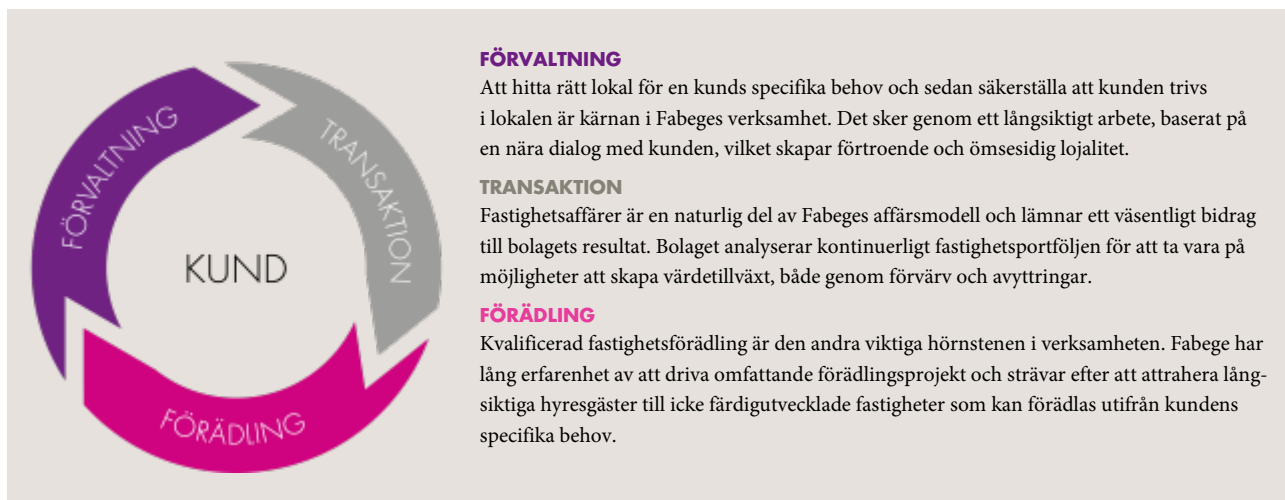 FÖRVALTNING
TRANSAKTION
KUND
FÖRÄDLING
FÖRVALTNING
Att hitta rätt lokal för en kunds specifika behov och sedan säkerställa att kunden trivs
i lokalen är kärnan i Fabeges verksamhet. Det sker genom ett långsiktigt arbete, baserat på
en nära dialog med kunden, vilket skapar förtroende och ömsesidig lojalitet.
TRANSAKTION
Fastighetsaffärer är en naturlig del av Fabeges affärsmodell och lämnar ett väsentligt bidrag
till bolagets resultat. Bolaget analyserar kontinuerligt fastighetsportföljen för att ta vara på
möjligheter att skapa värdetillväxt, både genom förvärv och avyttringar.
FÖRÄDLING
Kvalificerad fastighetsförädling är den andra viktiga hörnstenen i verksamheten. Fabege har
lång erfarenhet av att driva omfattande förädlingsprojekt och strävar efter att attrahera lång-
siktiga hyresgäster till icke färdigutvecklade fastigheter som kan förädlas utifrån kundens
specifika behov.